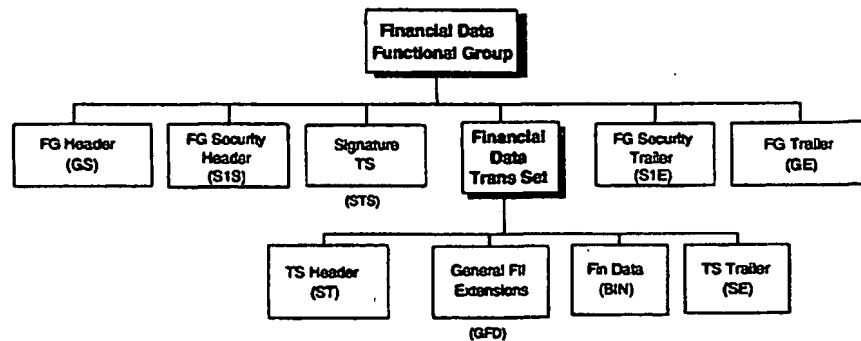 Financial Data
Functional Group
FG Header
(GS)
FG Security
Header
(S1S)
Signature
TS
(STS)
Financial
Data
Trans Set
FG Security
Trailer
(S1E)
FG Trailer
(GE)
TS Header
(ST)
General Fil
Extensions
(GFD)
Fin Data
(BIN)
TS Trailer
(SE)